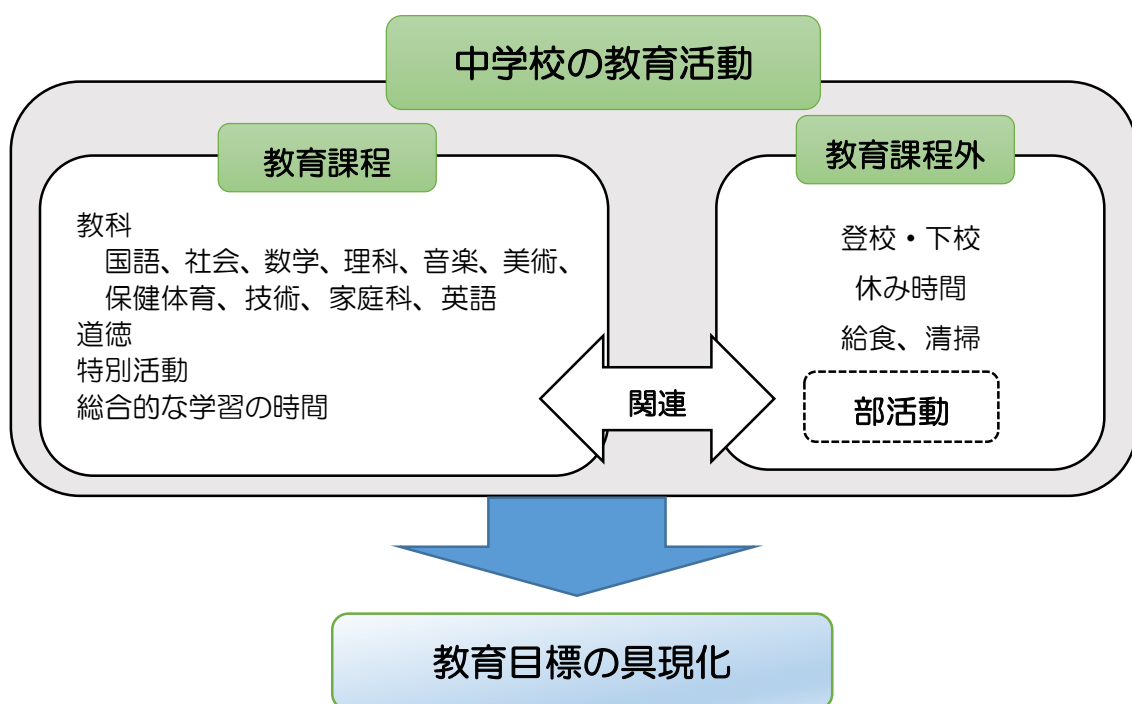 中学校の教育活動
教育課程
教科
国語、社会、数学、理科、音楽、美術、
保健体育、技術、家庭科、英語
道徳
特別活動
総合的な学習の時間
関連
教育課程外
登校・下校
休み時間
給食、清掃
部活動
教育目標の具現化